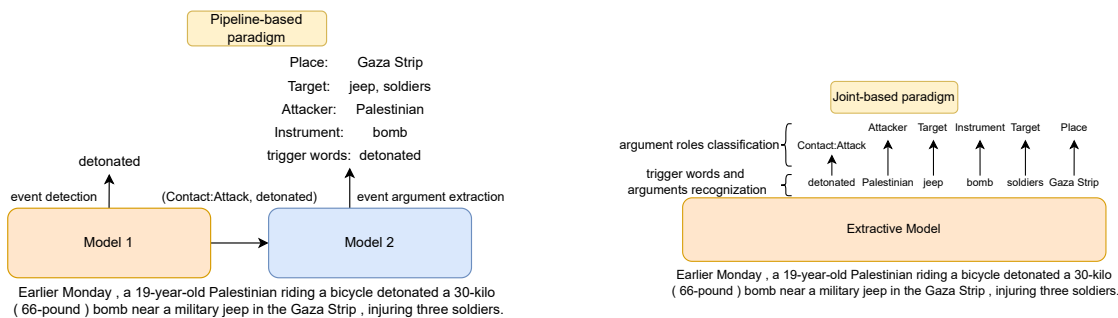 Pipeline-based
paradigm
Place: Gaza Strip
Target: jeep, soldiers
Attacker: Palestinian
Instrument: bomb
trigger words: detonated
detonated
event detection
(Contact:Attack, detonated)
event argument extraction
Model 1
Model 2
Earlier Monday , a 19-year-old Palestinian riding a bicycle detonated a 30-kilo
( 66-pound ) bomb near a military jeep in the Gaza Strip , injuring three soldiers.
Joint-based paradigm
Attacker Target Instrument Target Place
argument roles classification
Contact:Attack
trigger words and
arguments recognization
detonated Palestinian jeep bomb soldiers Gaza Strip
Extractive Model
Earlier Monday , a 19-year-old Palestinian riding a bicycle detonated a 30-kilo
( 66-pound ) bomb near a military jeep in the Gaza Strip , injuring three soldiers.